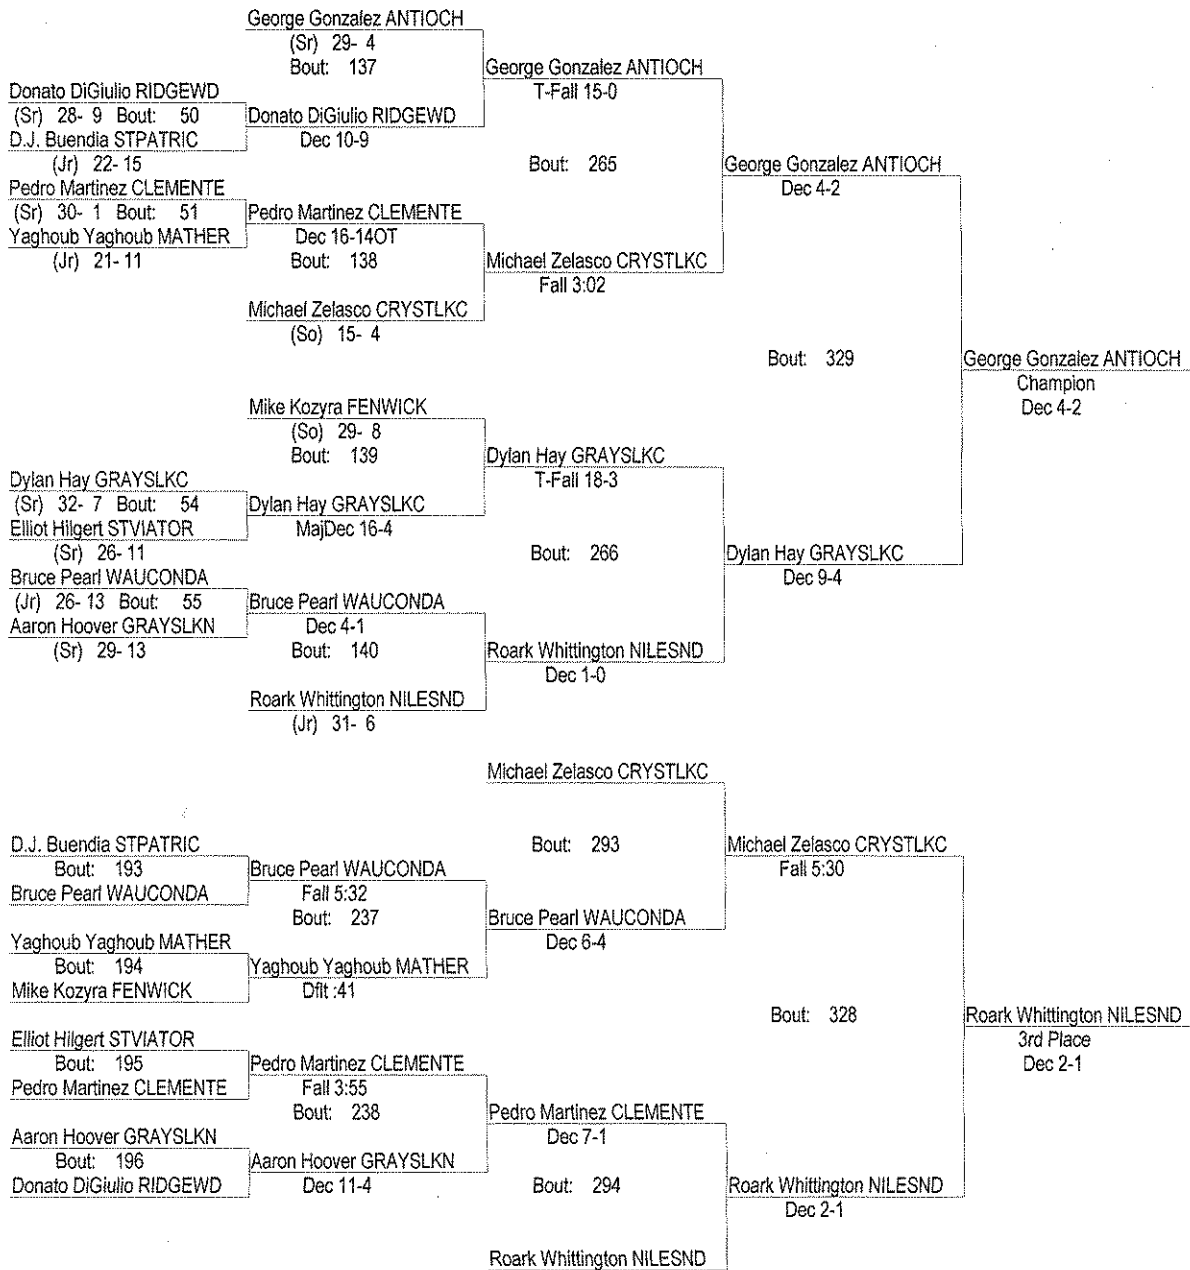 George Gonzalez ANTIOCH
(Sr) 29- 4
Bout: 137
George Gonzalez ANTIOCH
T-Fall 15-0
Donato DiGiulio RIDGEWD
(Sr) 28- 9 Bout: 50
Donato DiGiulio RIDGEWD
D.J. Buendia STPATRIC
Dec 10-9
(Jr) 22- 15
Bout: 265
George Gonzalez ANTIOCH
Pedro Martinez CLEMENTE
Dec 4-2
(Sr) 30- 1 Bout: 51
Pedro Martinez CLEMENTE
Yaghoub Yaghoub MATHER
Dec 16-14OT
(Jr) 21- 11
Bout: 138
Michael Zelasco CRYSTLKC
Fall 3:02
Michael Zelasco CRYSTLKC
(So) 15- 4
Bout: 329
George Gonzalez ANTIOCH
Champion
Dec 4-2
Mike Kozyra FENWICK
(So) 29- 8
Bout: 139
Dylan Hay GRAYSLKC
T-Fall 18-3
Dylan Hay GRAYSLKC
(Sr) 32- 7 Bout: 54
Dylan Hay GRAYSLKC
Elliot Hilgert STVIATOR
MajDec 16-4
(Sr) 26- 11
Bout: 266
Dylan Hay GRAYSLKC
Dec 9-4
Bruce Pearl WAUCONDA
(Jr) 26- 13 Bout: 55
Bruce Pearl WAUCONDA
Aaron Hoover GRAYSLKN
Dec 4-1
(Sr) 29- 13
Bout: 140
Roark Whittington NILESND
Dec 1-0
Roark Whittington NILESND
(Jr) 31- 6
Michael Zelasco CRYSTLKC
D.J. Buendia STPATRIC
Bout: 293
Michael Zelasco CRYSTLKC
Fall 5:30
Bout: 193
Bruce Pearl WAUCONDA
Bruce Pearl WAUCONDA
Fall 5:32
Bout: 237
Bruce Pearl WAUCONDA
Dec 6-4
Yaghoub Yaghoub MATHER
Bout: 194
Yaghoub Yaghoub MATHER
Mike Kozyra FENWICK
Dflt :41
Bout: 328
Roark Whittington NILESND
3rd Place
Dec 2-1
Elliot Hilgert STVIATOR
Bout: 195
Pedro Martinez CLEMENTE
Pedro Martinez CLEMENTE
Fall 3:55
Bout: 238
Pedro Martinez CLEMENTE
Dec 7-1
Aaron Hoover GRAYSLKN
Bout: 196
Aaron Hoover GRAYSLKN
Donato DiGiulio RIDGEWD
Dec 11-4
Bout: 294
Roark Whittington NILESND
Dec 2-1
Roark Whittington NILESND